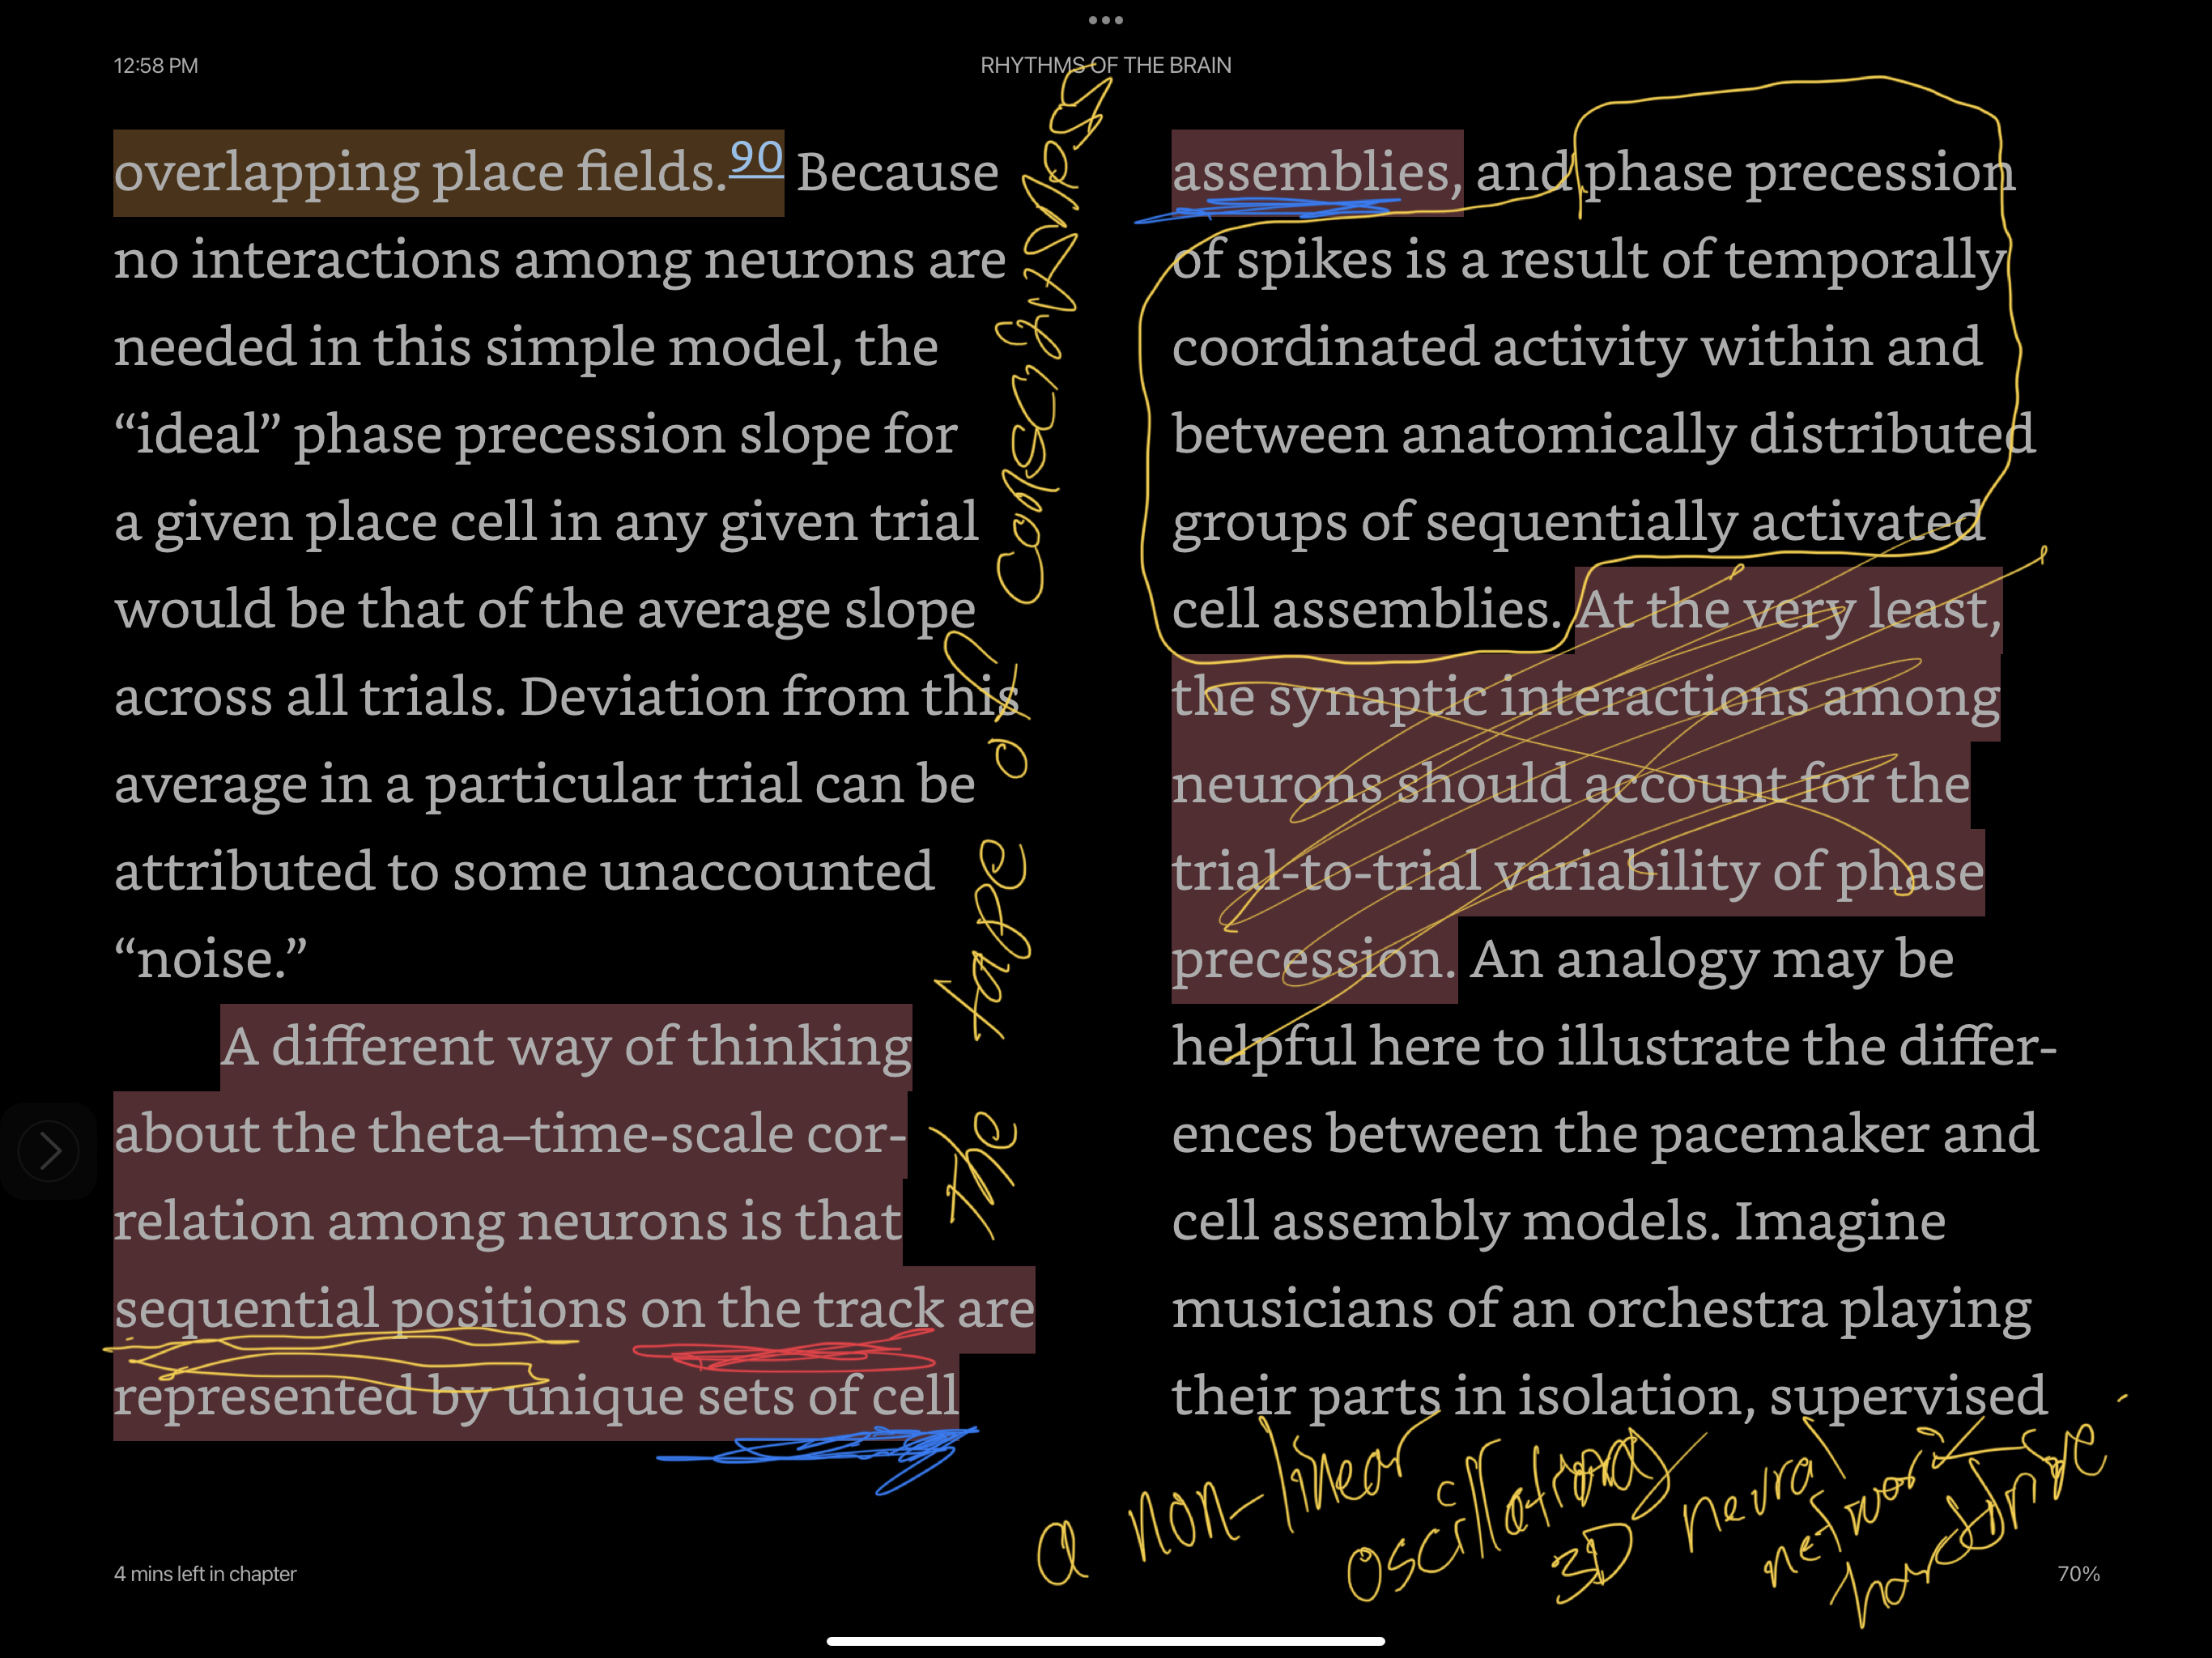 12:58 PM
RHYTHMS OF THE BRAIN
overlapping place fields.90 Because
no interactions among neurons are
needed in this simple model, the
“ideal” phase precession slope for
a given place cell in any given trial
would be that of the average slope
across all trials. Deviation from this
average in a particular trial can be
attributed to some unaccounted
“noise.”
A different way of thinking
about the theta–time-scale cor-
relation among neurons is that
sequential positions on the track are
represented by unique sets of cell
the tape of consciousness
assemblies, and phase precession
of spikes is a result of temporally
coordinated activity within and
between anatomically distributed
groups of sequentially activated
cell assemblies. At the very least,
the synaptic interactions among
neurons should account for the
trial-to-trial variability of phase
precession. An analogy may be
helpful here to illustrate the differ-
ences between the pacemaker and
cell assembly models. Imagine
musicians of an orchestra playing
their parts in isolation, supervised
a non-linear
oscillational
3D neural
network
harddrive
4 mins left in chapter
70%